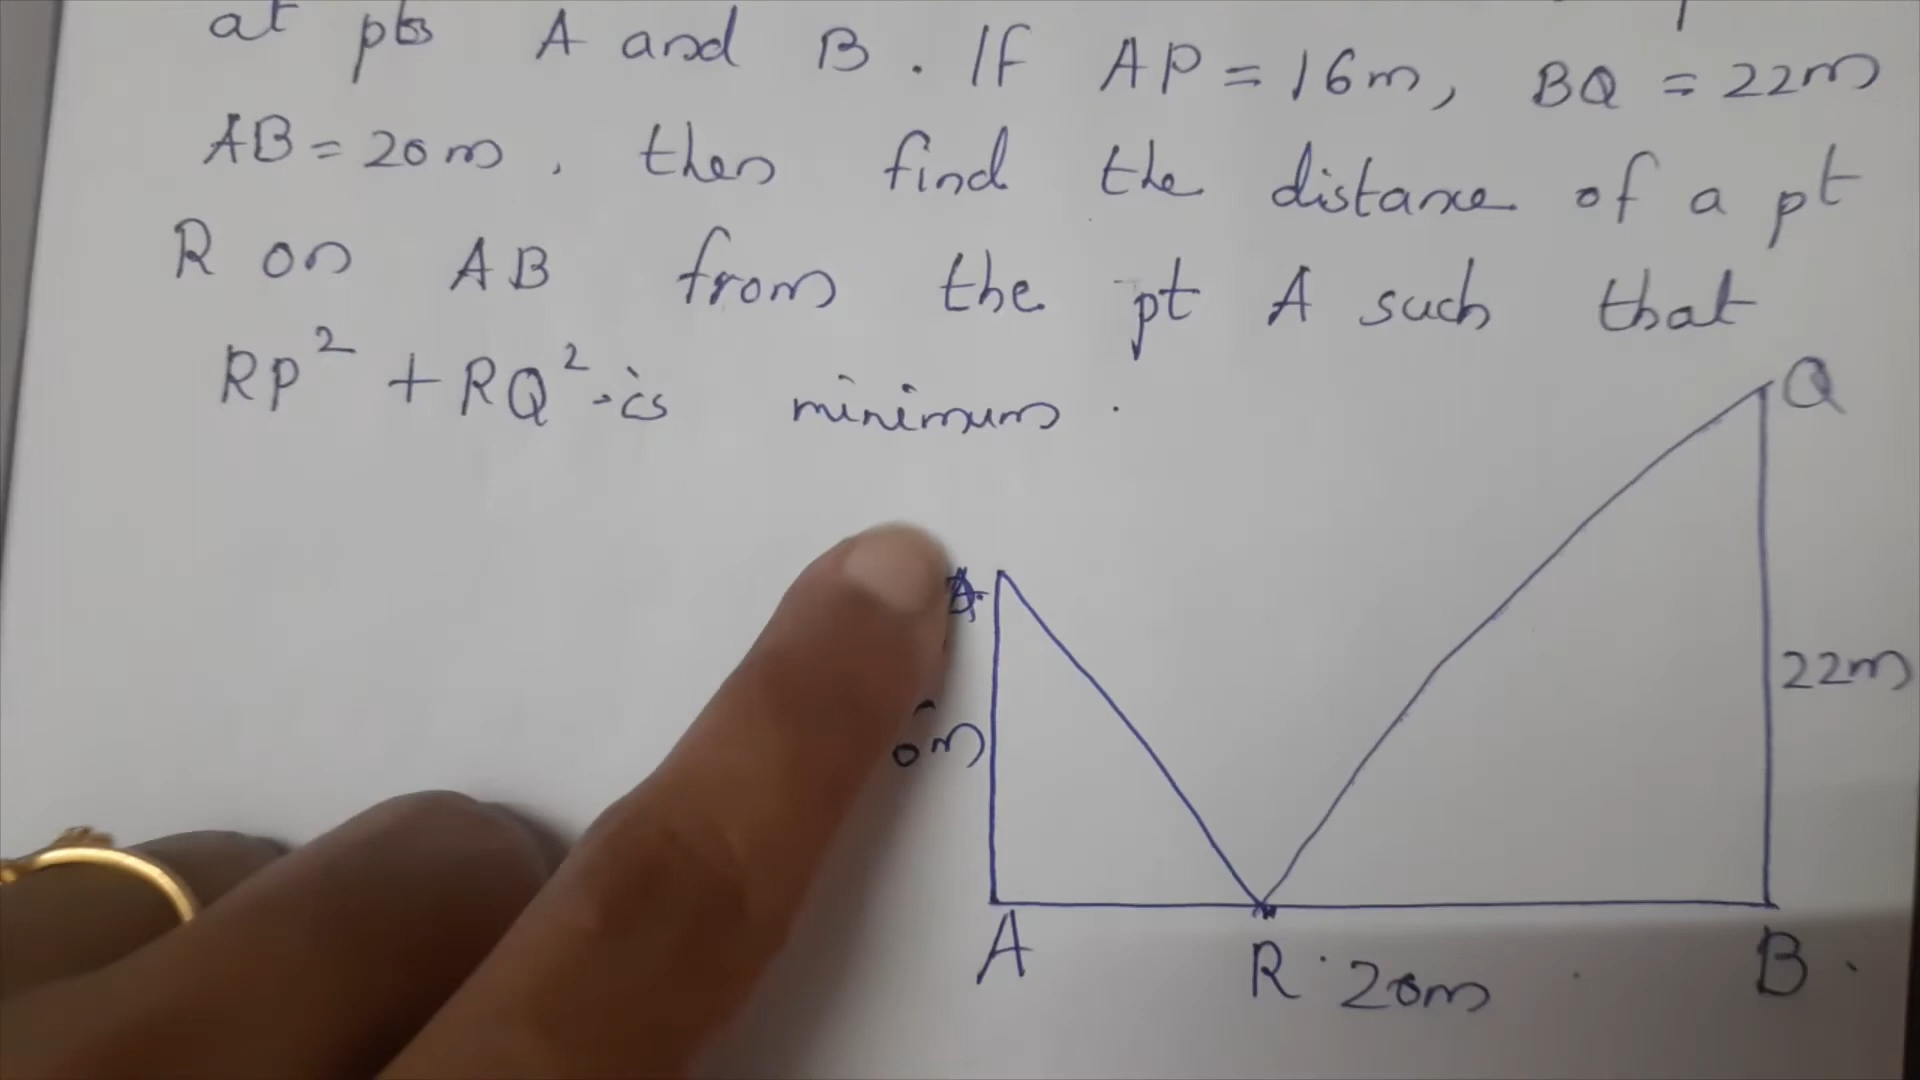 at pts A and B. If AP = 16m, BQ = 22m
AB = 20m, then find the distance of a pt
R on AB from the pt A such that
RP² + RQ² is minimum.
Q
22m
A R 20m B